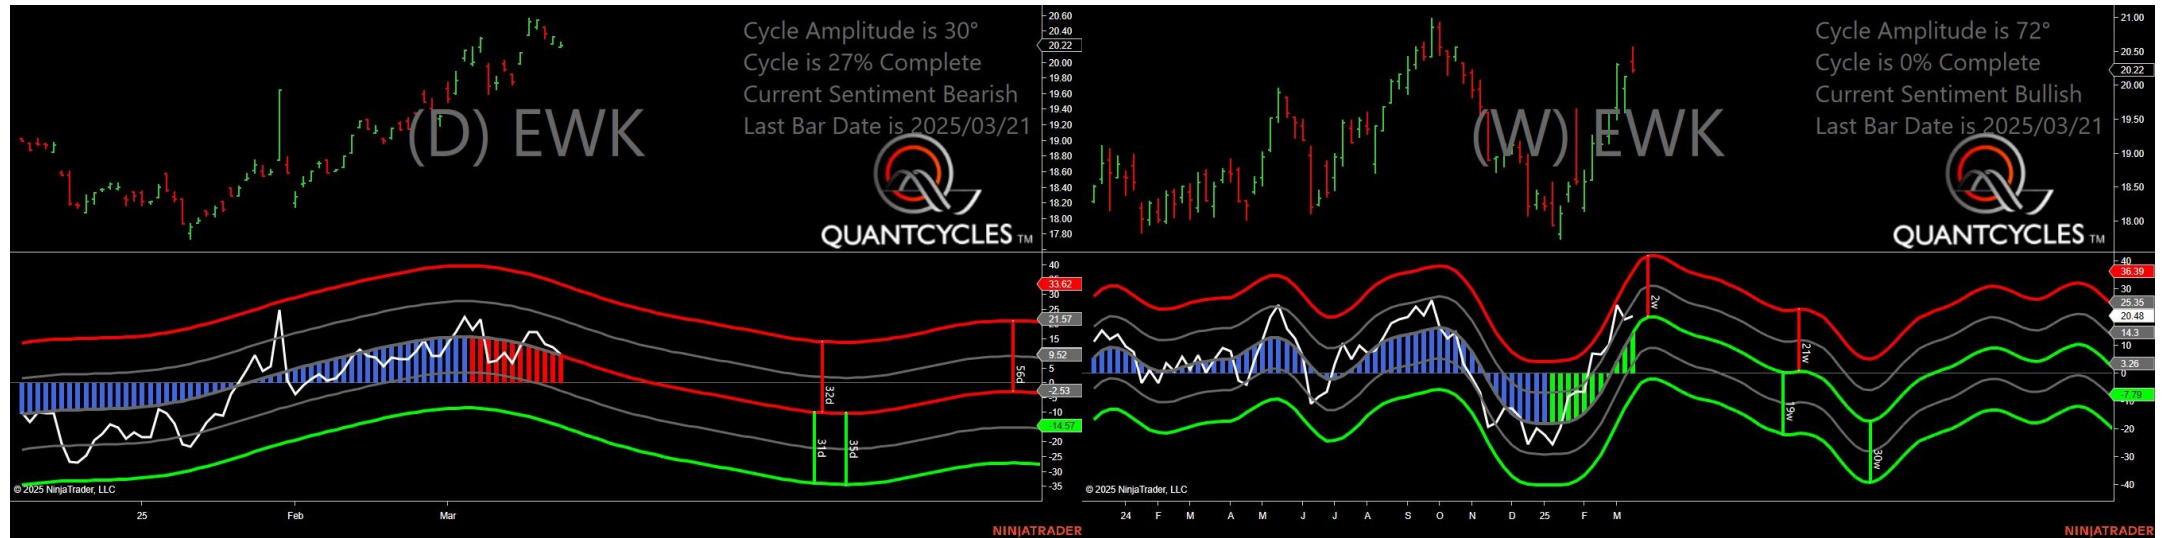 Cycle Amplitude is 30°
Cycle is 27% Complete
Current Sentiment Bearish
Last Bar Date is 2025/03/21
(D) EWK
QUANTCYCLES TM
20.60
20.40
20.22
20.00
19.80
19.60
19.40
19.20
19.00
18.80
18.60
18.40
18.20
18.00
17.80
40
33.62
30
25
21.57
15
9.52
5
-2.53
-10
-14.57
-20
-25
-30
-35
32d
31d
35d
56d
© 2025 NinjaTrader, LLC
25 Feb Mar
NINJATRADER
Cycle Amplitude is 72°
Cycle is 0% Complete
Current Sentiment Bullish
Last Bar Date is 2025/03/21
(W) EWK
QUANTCYCLES TM
21.00
20.50
20.22
20.00
19.50
19.00
18.50
18.00
40
36.39
30
25.35
20.48
14.3
10
3.26
0
-7.79
-20
-30
-40
2w
21w
19w
30w
© 2025 NinjaTrader, LLC
24 F M A M J J A S O N D 25 F M
NINJATRADER